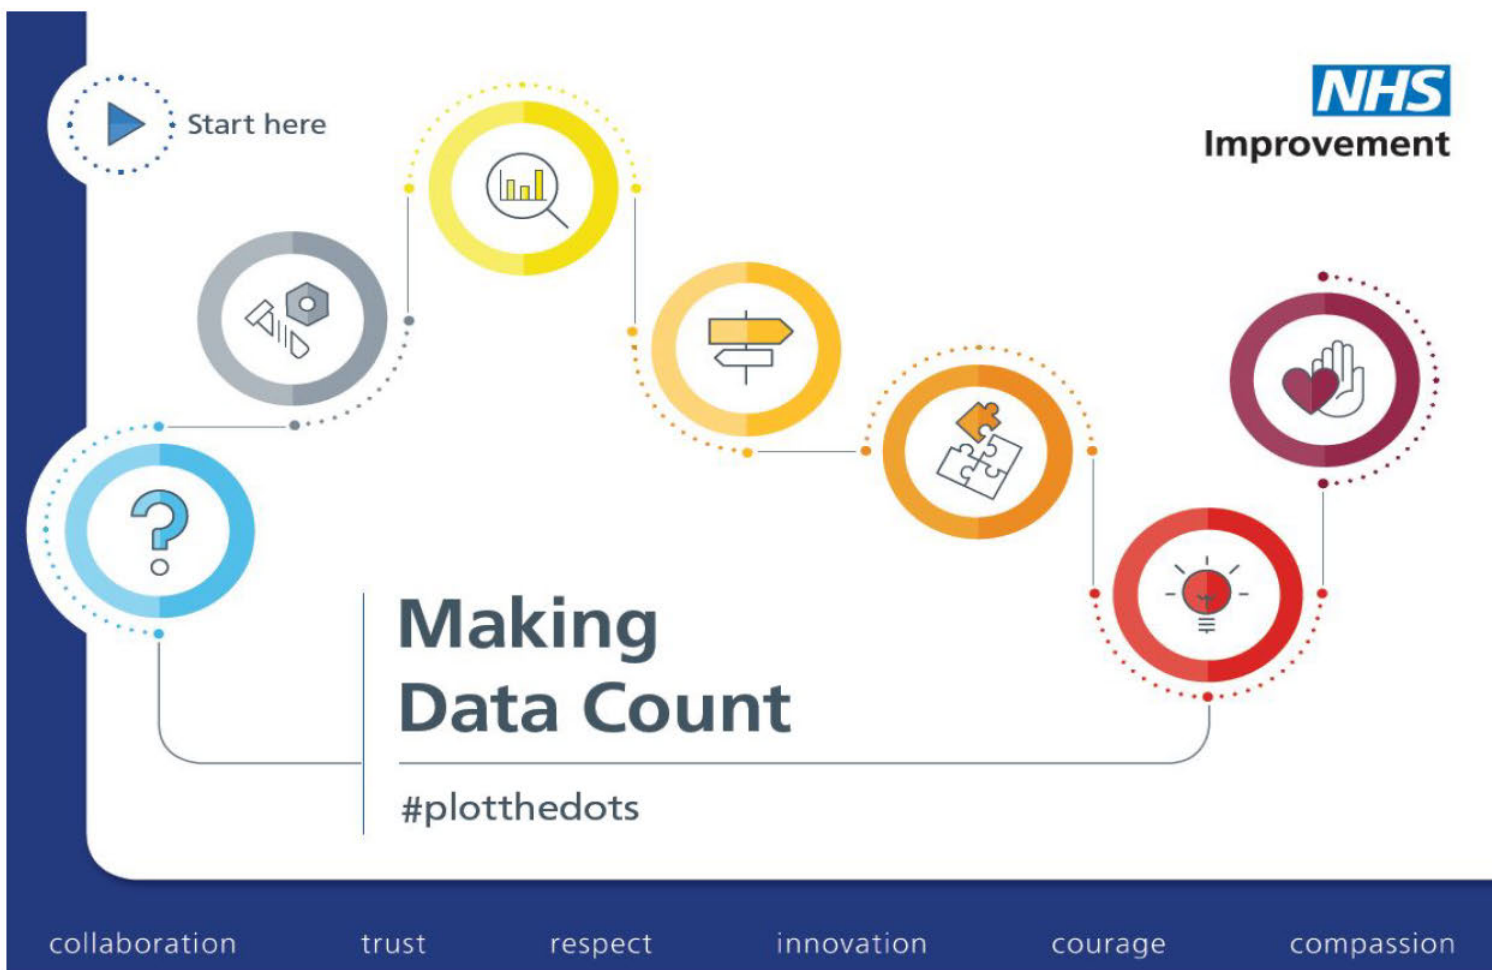 Start here
NHS
Improvement
Making
Data Count
#plotthedots
collaboration trust respect innovation courage compassion